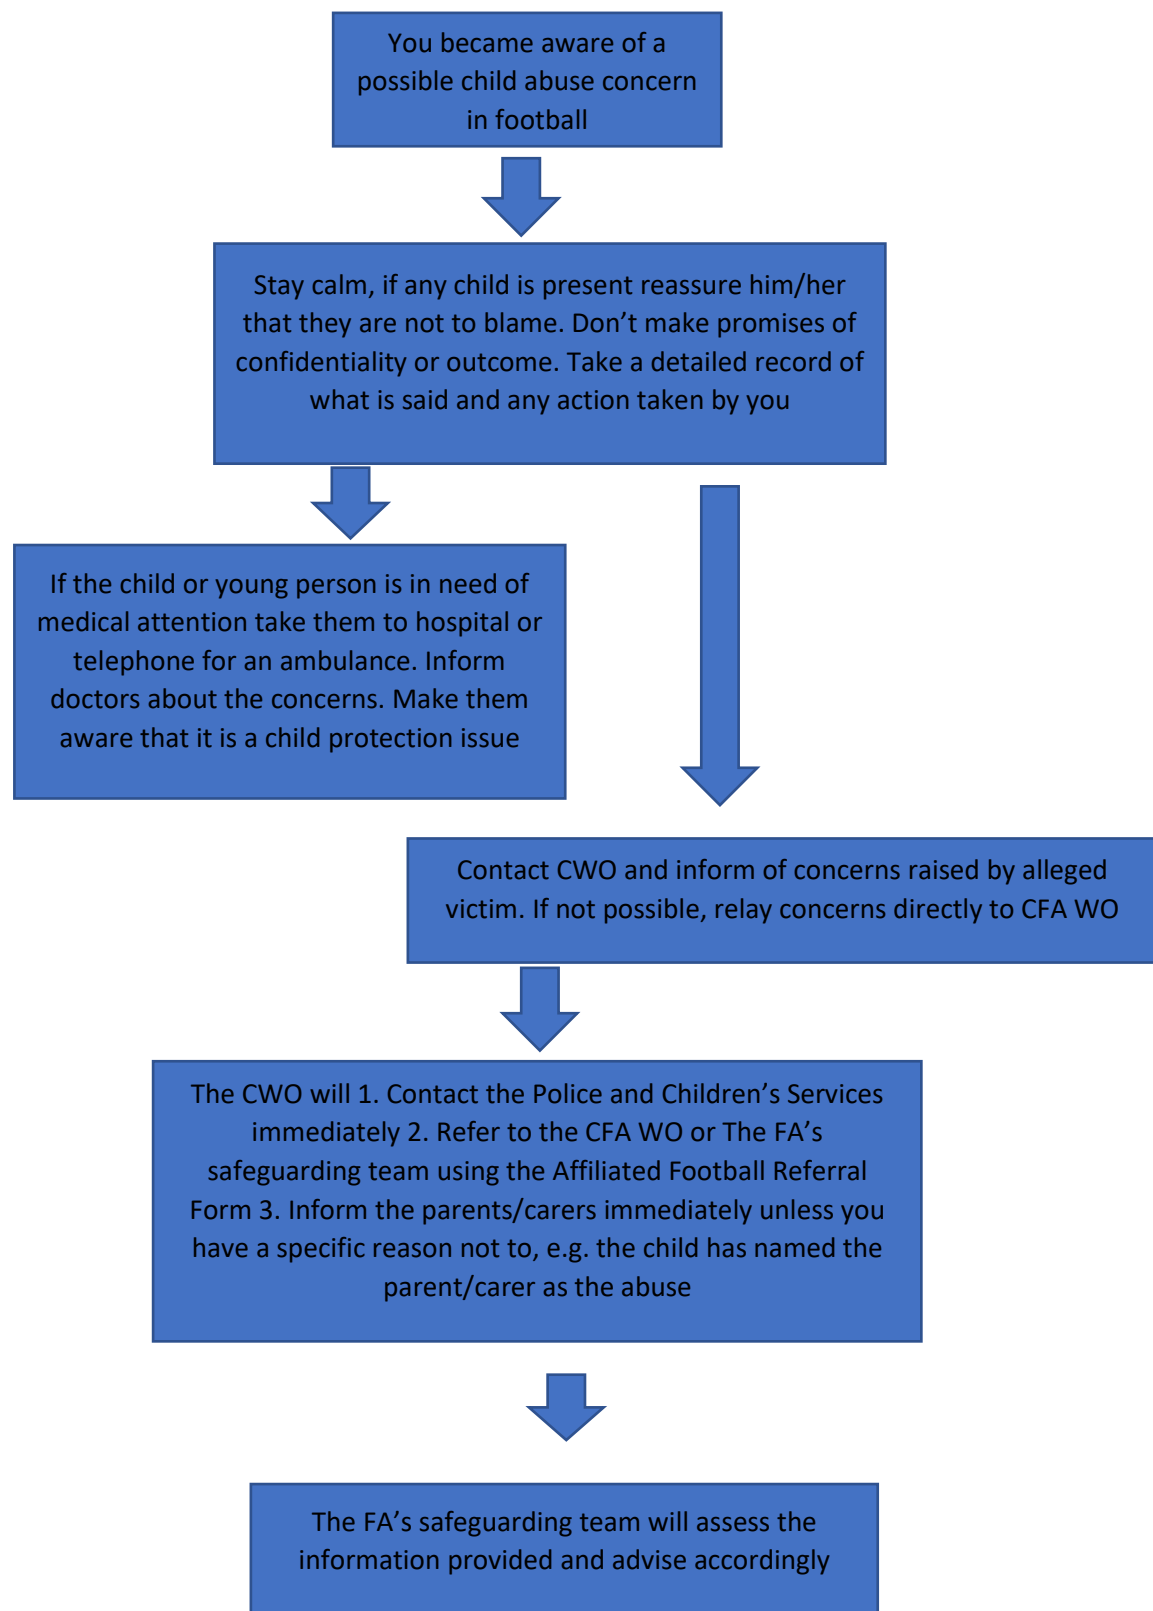 You became aware of a
possible child abuse concern
in football
Stay calm, if any child is present reassure him/her
that they are not to blame. Don’t make promises of
confidentiality or outcome. Take a detailed record of
what is said and any action taken by you
If the child or young person is in need of
medical attention take them to hospital or
telephone for an ambulance. Inform
doctors about the concerns. Make them
aware that it is a child protection issue
Contact CWO and inform of concerns raised by alleged
victim. If not possible, relay concerns directly to CFA WO
The CWO will 1. Contact the Police and Children’s Services
immediately 2. Refer to the CFA WO or The FA’s
safeguarding team using the Affiliated Football Referral
Form 3. Inform the parents/carers immediately unless you
have a specific reason not to, e.g. the child has named the
parent/carer as the abuse
The FA’s safeguarding team will assess the
information provided and advise accordingly